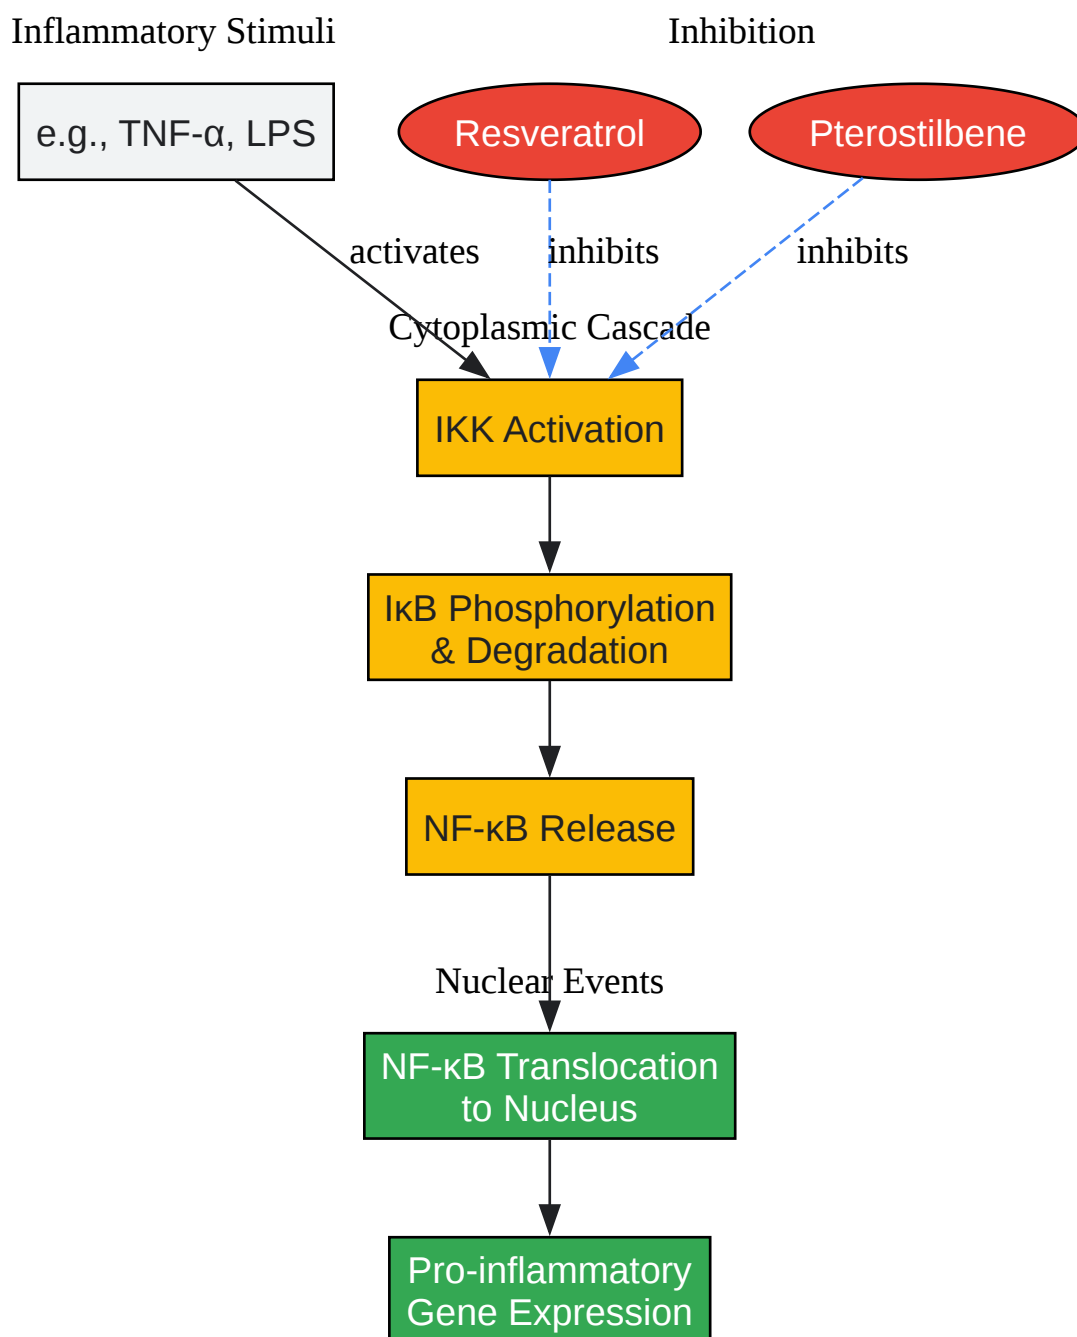 Inflammatory Stimuli
Inhibition
e.g., TNF-α, LPS
Resveratrol
Pterostilbene
activates
inhibits
inhibits
Cytoplasmic Cascade
IKK Activation
IκB Phosphorylation
& Degradation
NF-κB Release
Nuclear Events
NF-κB Translocation
to Nucleus
Pro-inflammatory
Gene Expression